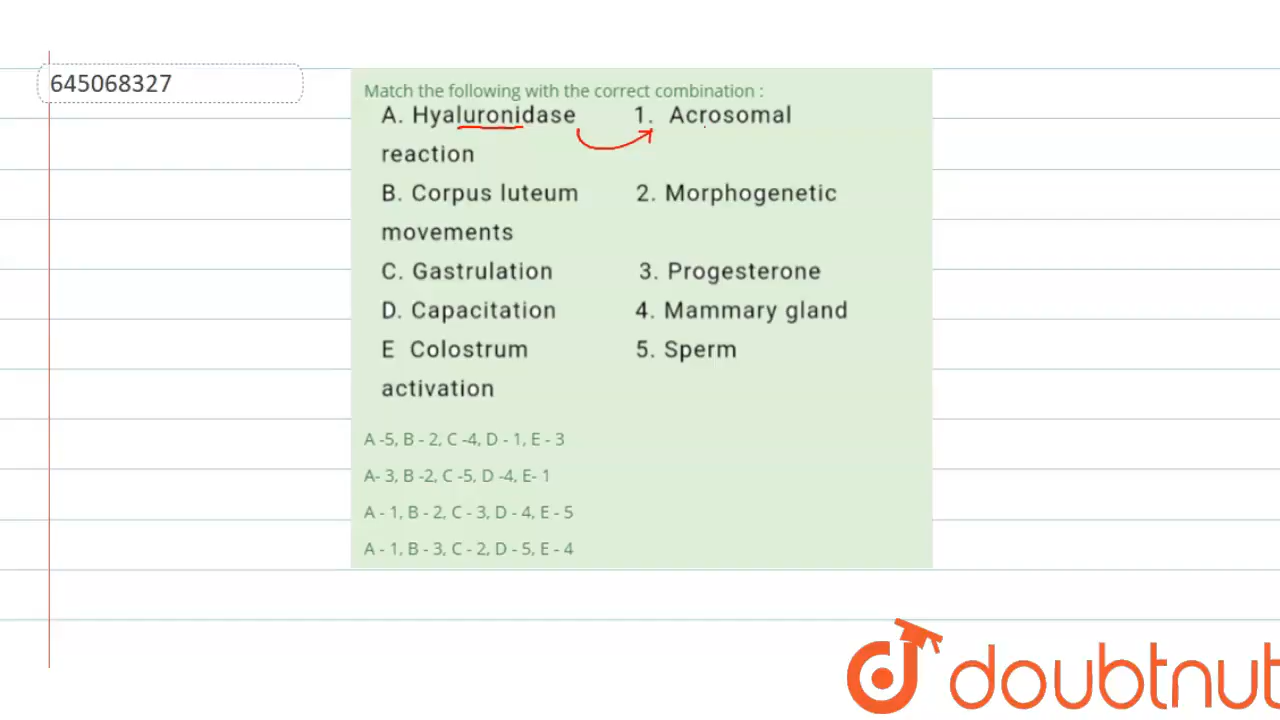 645068327
Match the following with the correct combination :
A. Hyaluronidase 1. Acrosomal
reaction
B. Corpus luteum 2. Morphogenetic
movements
C. Gastrulation 3. Progesterone
D. Capacitation 4. Mammary gland
E Colostrum 5. Sperm
activation
A -5, B - 2, C -4, D - 1, E - 3
A- 3, B -2, C -5, D -4, E- 1
A - 1, B - 2, C - 3, D - 4, E - 5
A - 1, B - 3, C - 2, D - 5, E - 4
doubtnut